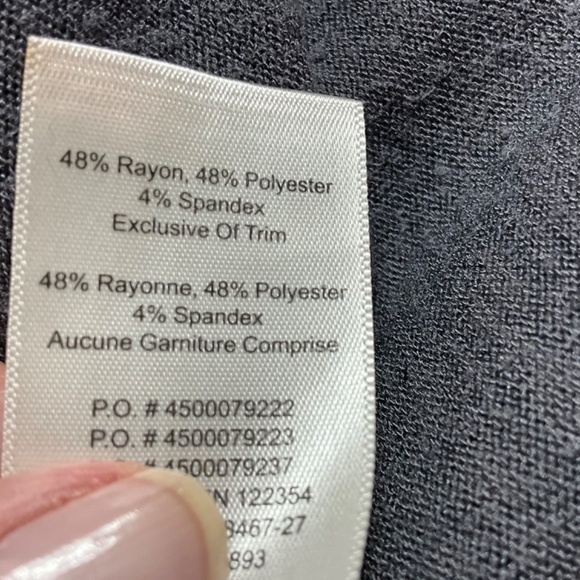 48% Rayon, 48% Polyester
4% Spandex
Exclusive Of Trim
48% Rayonne, 48% Polyester
4% Spandex
Aucune Garniture Comprise
P.O. # 4500079222
P.O. # 4500079223
# 4500079237
N 122354
8467-27
893